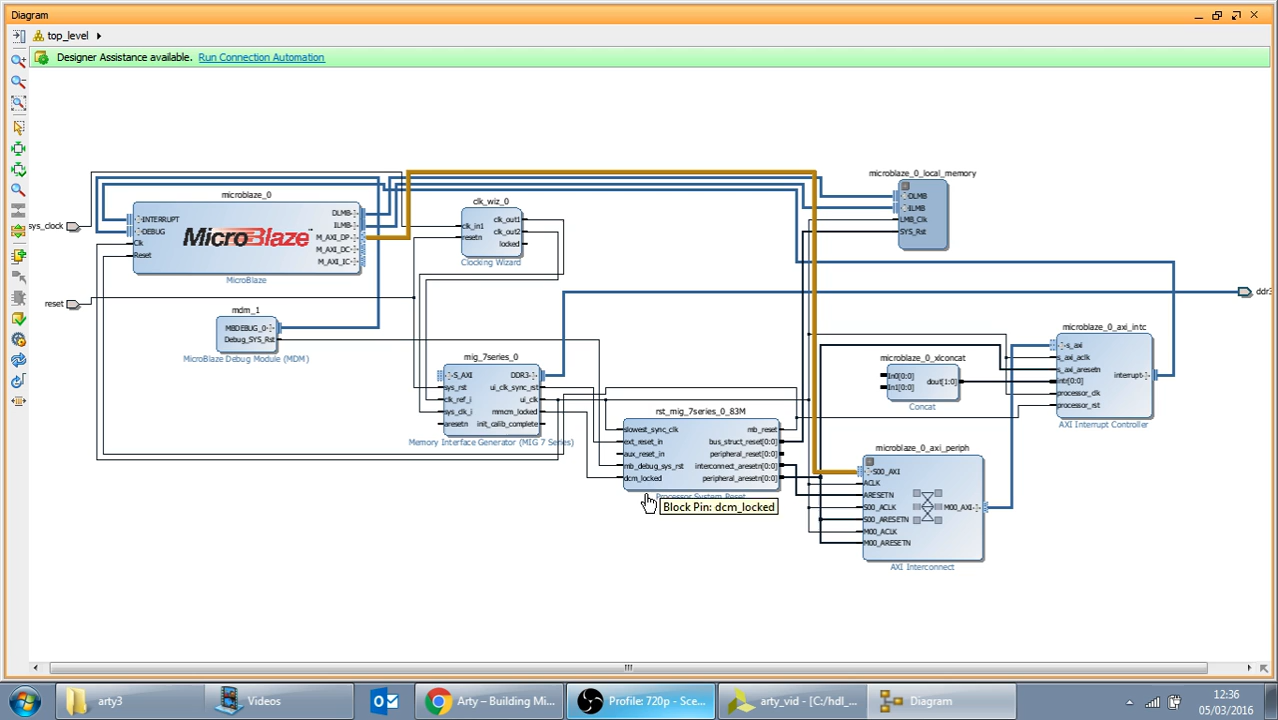 Diagram
top_level
Designer Assistance available. Run Connection Automation
sys_clock
reset
microblaze_0
INTERRUPT
DEBUG
Clk
Reset
MicroBlaze™
DLMB
ILMB
M_AXI_DP
M_AXI_DC
M_AXI_IC
MicroBlaze
mdm_1
MBDEBUG_0
Debug_SYS_Rst
MicroBlaze Debug Module (MDM)
clk_wiz_0
clk_in1
resetn
clk_out1
clk_out2
locked
Clocking Wizard
mig_7series_0
S_AXI
sys_rst
clk_ref_i
sys_clk_i
aresetn
DDR3
ui_clk_sync_rst
ui_clk
mmcm_locked
init_calib_complete
Memory Interface Generator (MIG 7 Series)
rst_mig_7series_0_83M
slowest_sync_clk
ext_reset_in
aux_reset_in
mb_debug_sys_rst
dcm_locked
mb_reset
bus_struct_reset[0:0]
peripheral_reset[0:0]
interconnect_aresetn[0:0]
peripheral_aresetn[0:0]
Processor System Reset
Block Pin: dcm_locked
microblaze_0_local_memory
DLMB
ILMB
LMB_Clk
SYS_Rst
ddr3
microblaze_0_xlconcat
In0[0:0]
In1[0:0]
dout[1:0]
Concat
microblaze_0_axi_intc
s_axi
s_axi_aclk
s_axi_aresetn
intr[0:0]
processor_clk
processor_rst
interrupt
AXI Interrupt Controller
microblaze_0_axi_periph
S00_AXI
ACLK
ARESETN
S00_ACLK
S00_ARESETN
M00_ACLK
M00_ARESETN
M00_AXI
AXI Interconnect
arty3
Videos
Arty – Building Mi...
Profile: 720p - Sce...
arty_vid - [C:/hdl_...
Diagram
12:36
05/03/2016